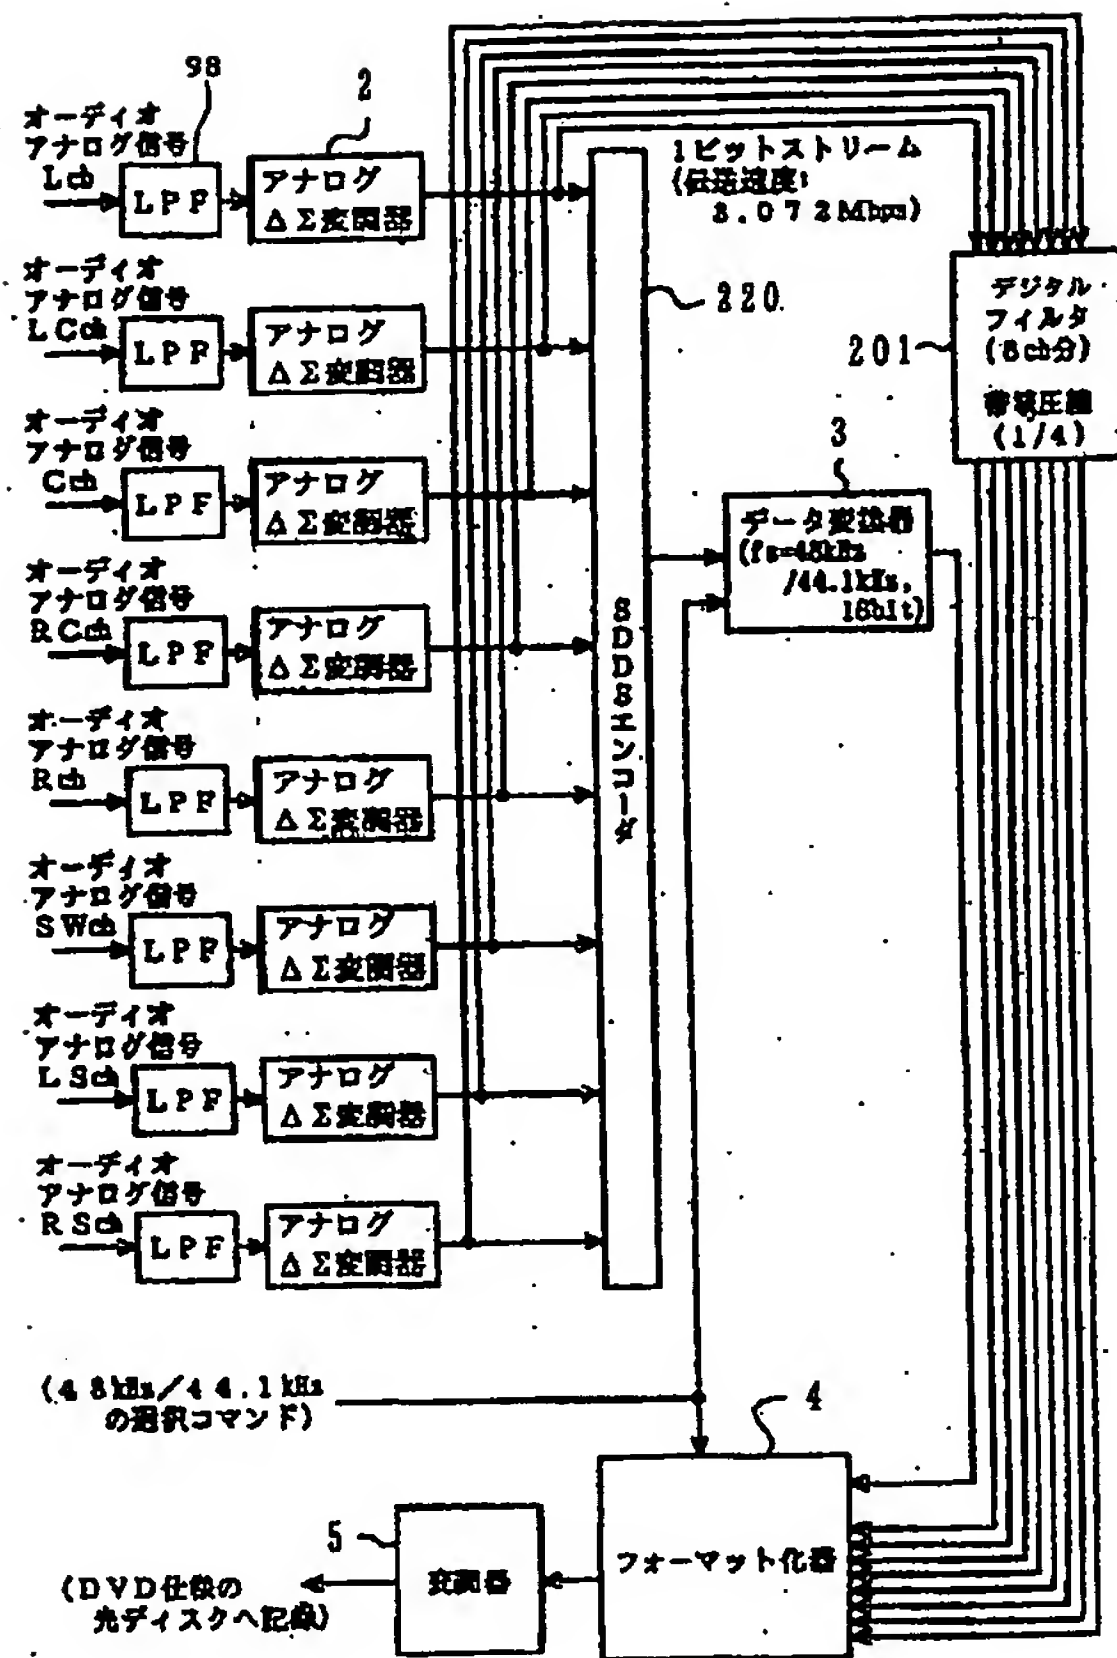 98
2
オーディオ
アナログ信号
Lch
LPF
アナログ
ΔΣ変調器
1ビットストリーム
(伝送速度:
3.072Mbps)
オーディオ
アナログ信号
LCch
LPF
アナログ
ΔΣ変調器
220
デジタル
フィルタ
(8ch分)
帯域圧縮
(1/4)
201
オーディオ
アナログ信号
Cch
LPF
アナログ
ΔΣ変調器
3
データ変換器
(fs=48kHz
/44.1kHz,
16bit)
オーディオ
アナログ信号
RCch
LPF
アナログ
ΔΣ変調器
SDDSエンコーダ
オーディオ
アナログ信号
Rch
LPF
アナログ
ΔΣ変調器
オーディオ
アナログ信号
SWch
LPF
アナログ
ΔΣ変調器
オーディオ
アナログ信号
LSch
LPF
アナログ
ΔΣ変調器
オーディオ
アナログ信号
RSch
LPF
アナログ
ΔΣ変調器
(48kHz/44.1kHz
の選択コマンド)
4
フォーマット化器
5
変調器
(DVD仕様の
光ディスクへ記録)